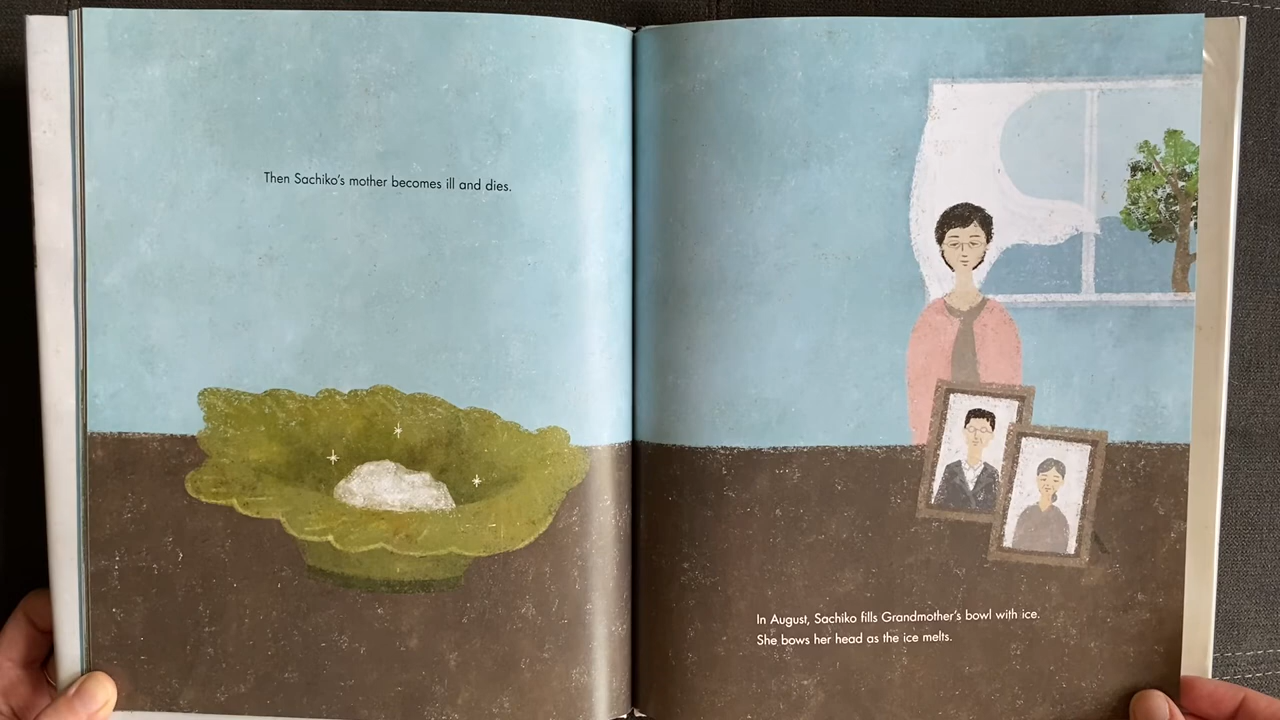 Then Sachiko's mother becomes ill and dies.
In August, Sachiko fills Grandmother's bowl with ice.
She bows her head as the ice melts.